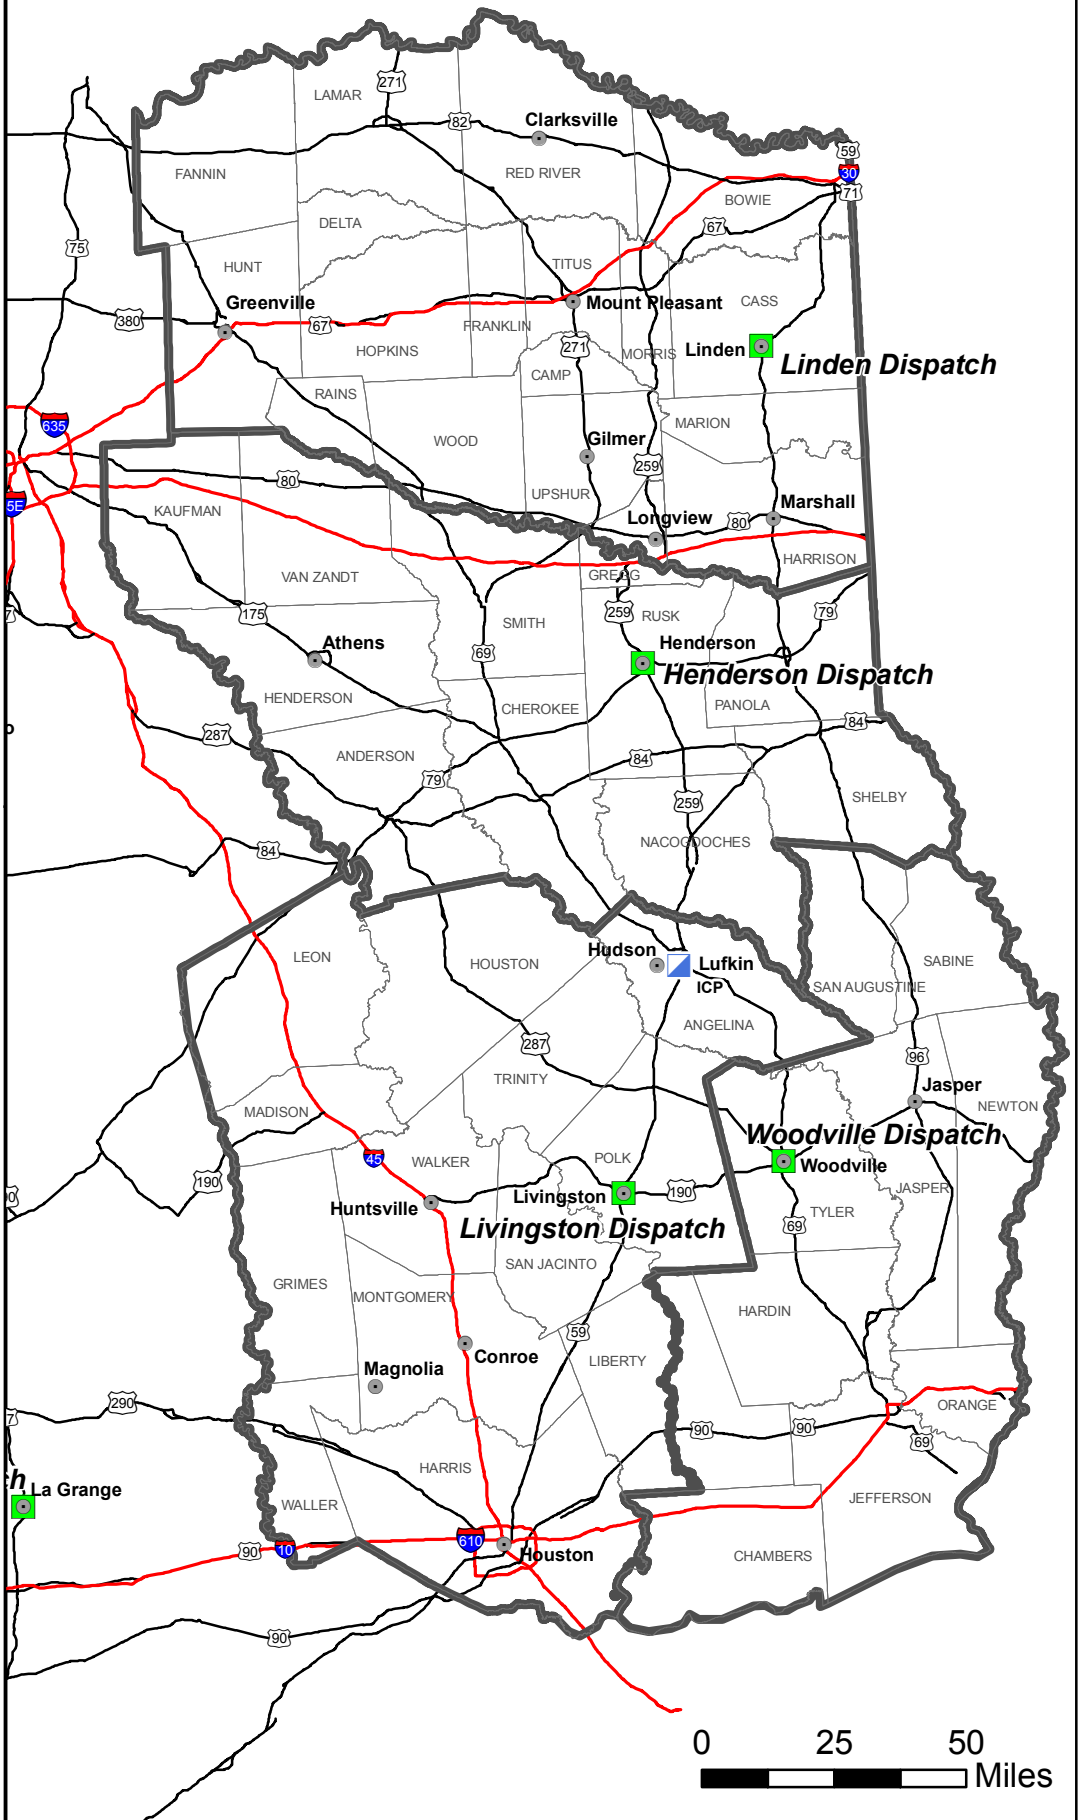 LAMAR
271
82
Clarksville
59
30
71
FANNIN
RED RIVER
BOWIE
DELTA
67
75
HUNT
TITUS
Greenville
Mount Pleasant
CASS
380
67
FRANKLIN
HOPKINS
271
MORRIS
Linden
Linden Dispatch
CAMP
RAINS
635
WOOD
MARION
Gilmer
259
80
UPSHUR
5E
KAUFMAN
Longview
80
Marshall
HARRISON
VAN ZANDT
GREGG
7
175
SMITH
259
RUSK
79
Athens
69
Henderson
Henderson Dispatch
HENDERSON
CHEROKEE
PANOLA
287
84
ANDERSON
84
79
259
SHELBY
84
NACOGDOCHES
LEON
HOUSTON
Hudson
Lufkin
ICP
SABINE
SAN AUGUSTINE
ANGELINA
287
96
TRINITY
Jasper
MADISON
NEWTON
Woodville Dispatch
45
WALKER
POLK
Woodville
190
Livingston
190
JASPER
Huntsville
TYLER
Livingston Dispatch
69
SAN JACINTO
GRIMES
MONTGOMERY
HARDIN
59
Conroe
LIBERTY
Magnolia
290
7
ORANGE
90
90
69
HARRIS
h
La Grange
WALLER
JEFFERSON
90
10
610
Houston
CHAMBERS
90
0 25 50
Miles